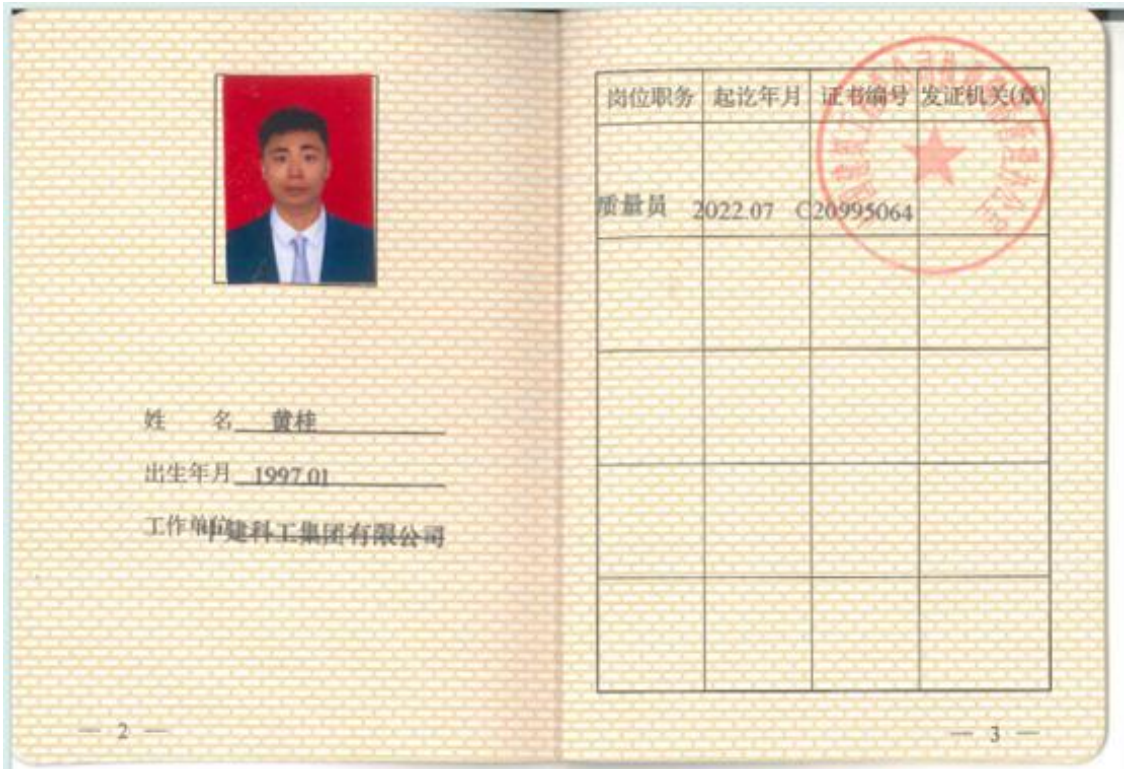 姓 名 黄桂
出生年月 1997.01
工作单位 中建科工集团有限公司
— 2 —
岗位职务 起讫年月 证书编号 发证机关(章)
质量员 2022.07 C20995064
— 3 —